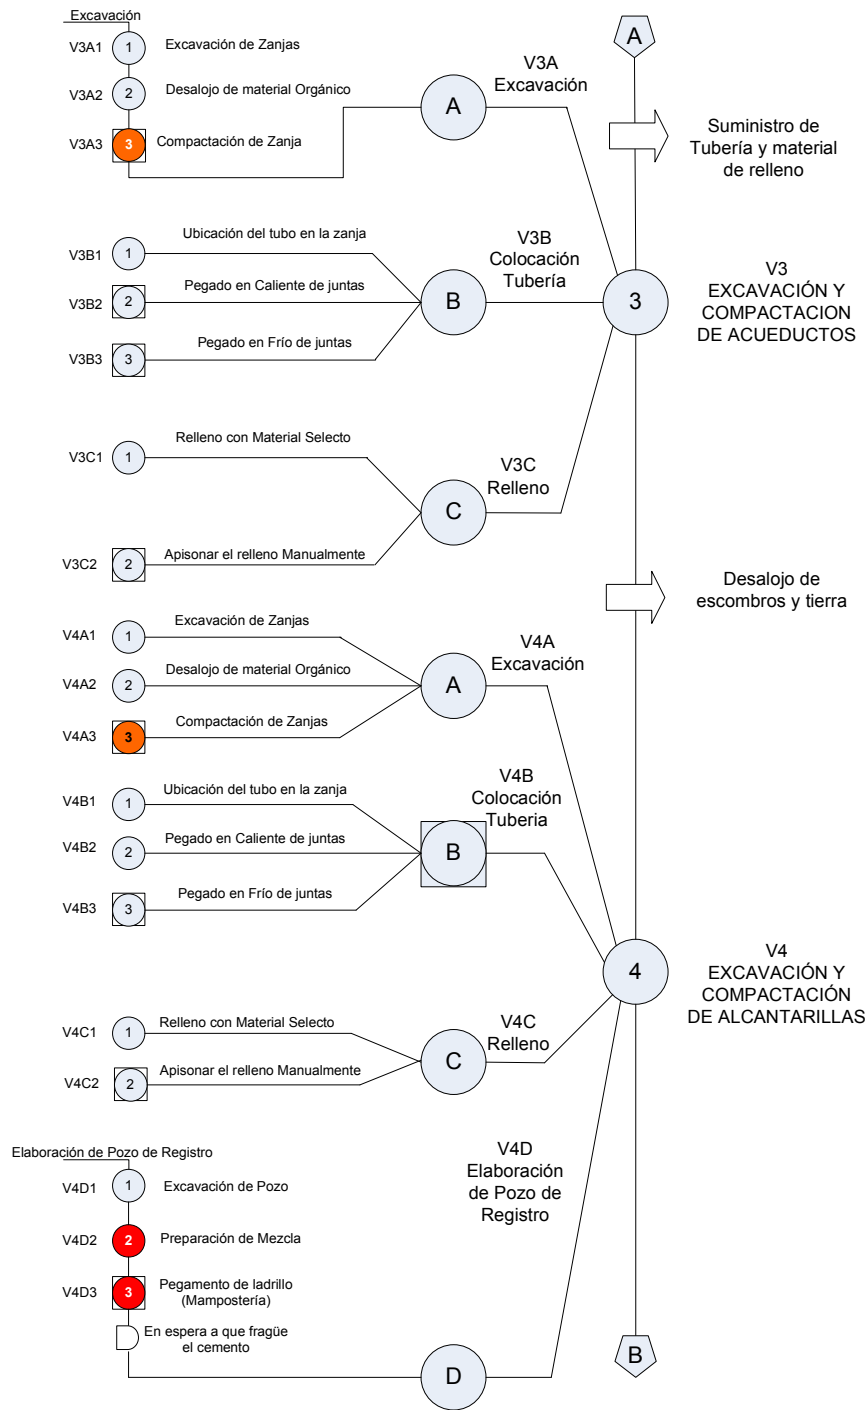 Excavación
V3A1
1
Excavación de Zanjas
V3A2
2
Desalojo de material Orgánico
V3A3
3
Compactación de Zanja
A
V3A
Excavación
A
Suministro de
Tubería y material
de relleno
V3B1
1
Ubicación del tubo en la zanja
V3B2
2
Pegado en Caliente de juntas
V3B3
3
Pegado en Frío de juntas
B
V3B
Colocación
Tubería
3
V3
EXCAVACIÓN Y
COMPACTACION
DE ACUEDUCTOS
V3C1
1
Relleno con Material Selecto
V3C2
2
Apisonar el relleno Manualmente
C
V3C
Relleno
Desalojo de
escombros y tierra
V4A1
1
Excavación de Zanjas
V4A2
2
Desalojo de material Orgánico
V4A3
3
Compactación de Zanjas
A
V4A
Excavación
V4B1
1
Ubicación del tubo en la zanja
V4B2
2
Pegado en Caliente de juntas
V4B3
3
Pegado en Frío de juntas
B
V4B
Colocación
Tuberia
4
V4
EXCAVACIÓN Y
COMPACTACIÓN
DE ALCANTARILLAS
V4C1
1
Relleno con Material Selecto
V4C2
2
Apisonar el relleno Manualmente
C
V4C
Relleno
Elaboración de Pozo de Registro
V4D1
1
Excavación de Pozo
V4D2
2
Preparación de Mezcla
V4D3
3
Pegamento de ladrillo
(Mampostería)
En espera a que fragüe
el cemento
D
V4D
Elaboración
de Pozo de
Registro
B